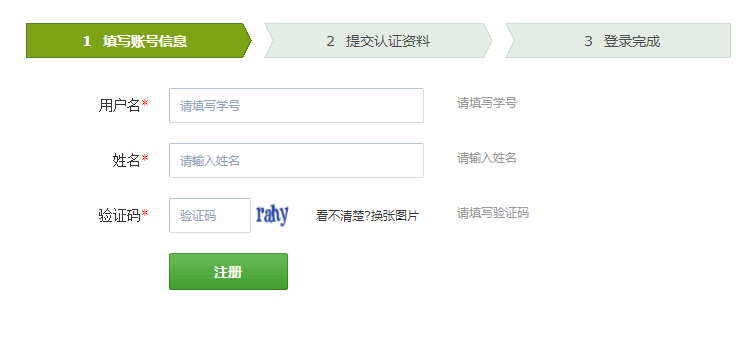 1 填写账号信息 2 提交认证资料 3 登录完成
用户名* 请填写学号 请填写学号
姓名* 请输入姓名 请输入姓名
验证码* 验证码 rahy 看不清楚?换张图片 请填写验证码
注册